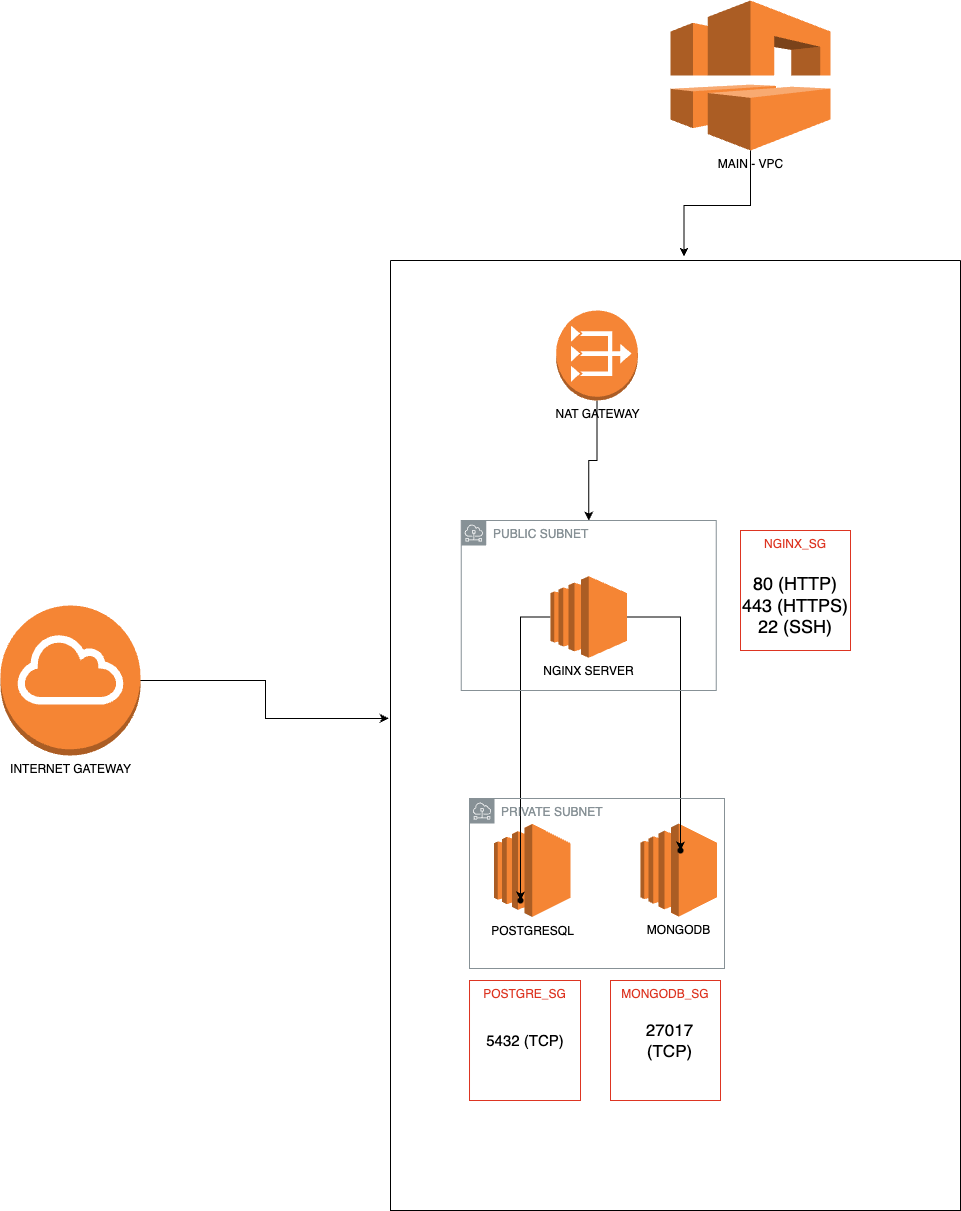 MAIN - VPC
NAT GATEWAY
PUBLIC SUBNET
NGINX_SG
80 (HTTP)
443 (HTTPS)
22 (SSH)
NGINX SERVER
INTERNET GATEWAY
PRIVATE SUBNET
POSTGRESQL
MONGODB
POSTGRE_SG
5432 (TCP)
MONGODB_SG
27017
(TCP)